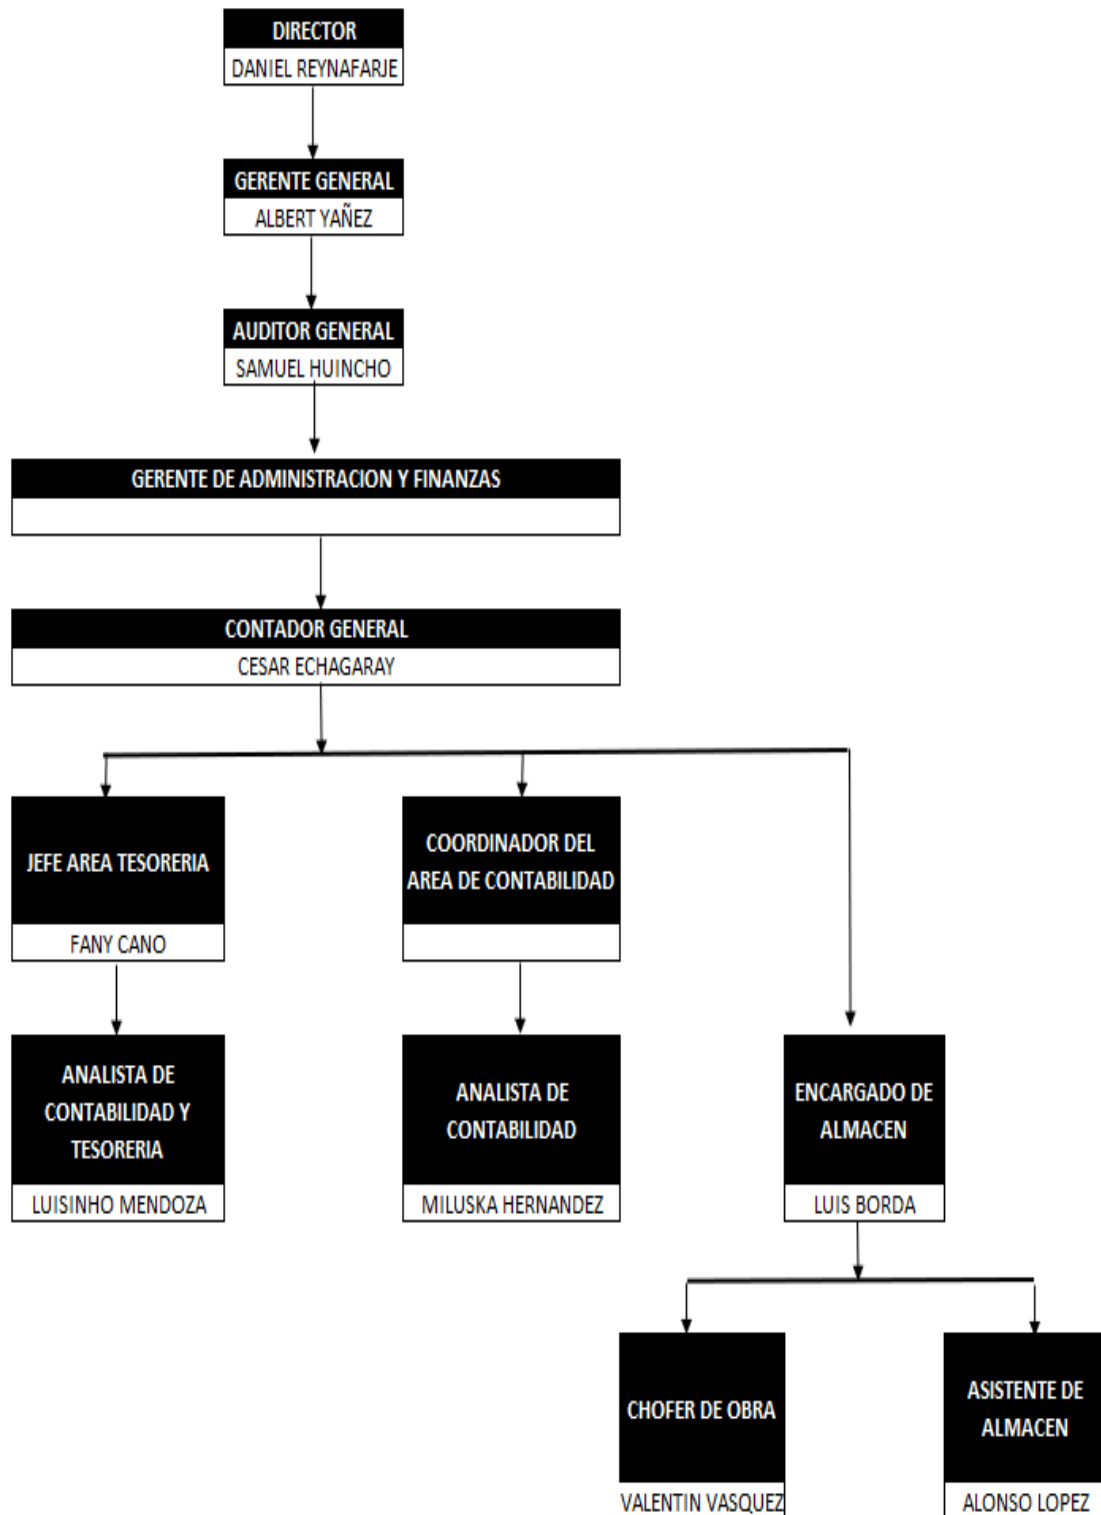 DIRECTOR
DANIEL REYNAFARJE
GERENTE GENERAL
ALBERT YAÑEZ
AUDITOR GENERAL
SAMUEL HUINCHO
GERENTE DE ADMINISTRACION Y FINANZAS
CONTADOR GENERAL
CESAR ECHAGARAY
JEFE AREA TESORERIA
FANY CANO
COORDINADOR DEL
AREA DE CONTABILIDAD
ANALISTA DE
CONTABILIDAD Y
TESORERIA
LUISINHO MENDOZA
ANALISTA DE
CONTABILIDAD
MILUSKA HERNANDEZ
ENCARGADO DE
ALMACEN
LUIS BORDA
CHOFER DE OBRA
VALENTIN VASQUEZ
ASISTENTE DE
ALMACEN
ALONSO LOPEZ